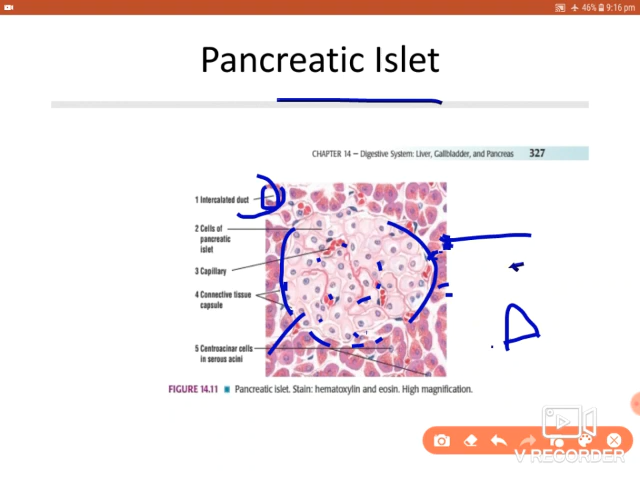 46% 9:16 pm
Pancreatic Islet
CHAPTER 14 — Digestive System: Liver, Gallbladder, and Pancreas 327
1 Intercalated duct
2 Cells of
pancreatic
islet
3 Capillary
4 Connective tissue
capsule
5 Centroacinar cells
in serous acini
FIGURE 14.11 ■ Pancreatic islet. Stain: hematoxylin and eosin. High magnification.
V RECORDER